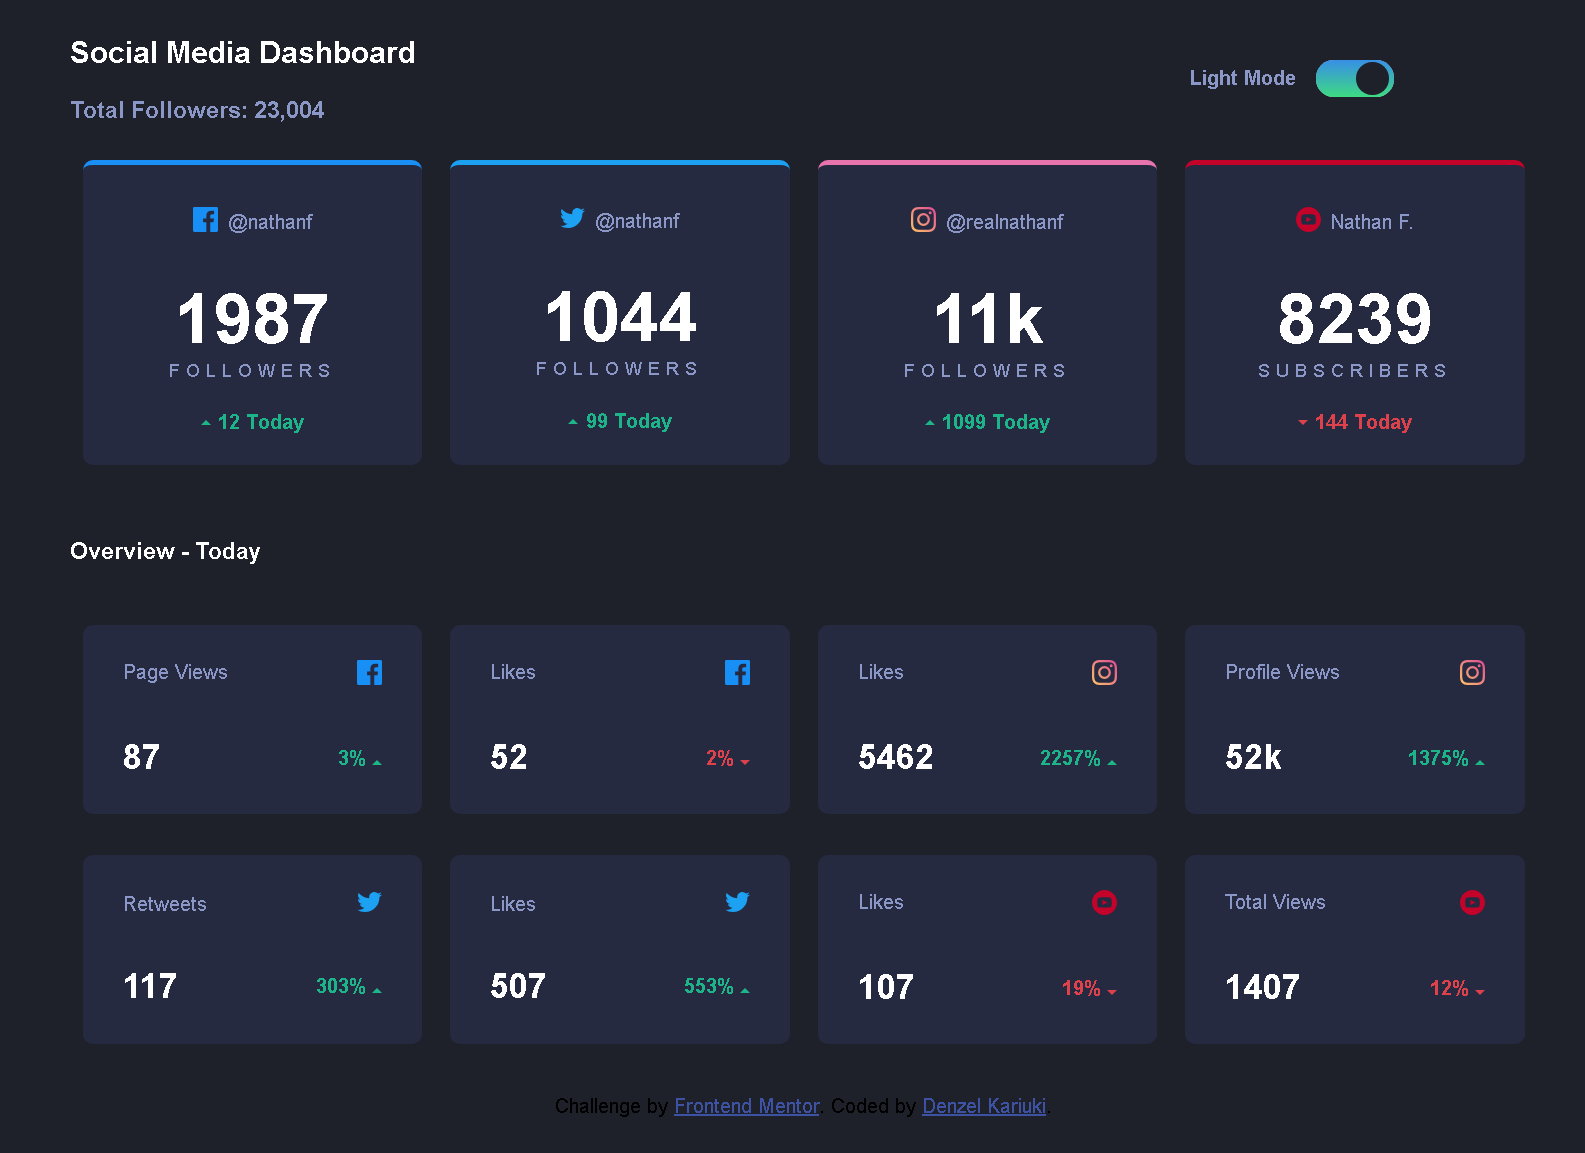 Social Media Dashboard
Total Followers: 23,004
Light Mode
@nathanf
1987
FOLLOWERS
12 Today
@nathanf
1044
FOLLOWERS
99 Today
@realnathanf
11k
FOLLOWERS
1099 Today
Nathan F.
8239
SUBSCRIBERS
144 Today
Overview - Today
Page Views
87
3%
Likes
52
2%
Likes
5462
2257%
Profile Views
52k
1375%
Retweets
117
303%
Likes
507
553%
Likes
107
19%
Total Views
1407
12%
Challenge by Frontend Mentor. Coded by Denzel Kariuki.